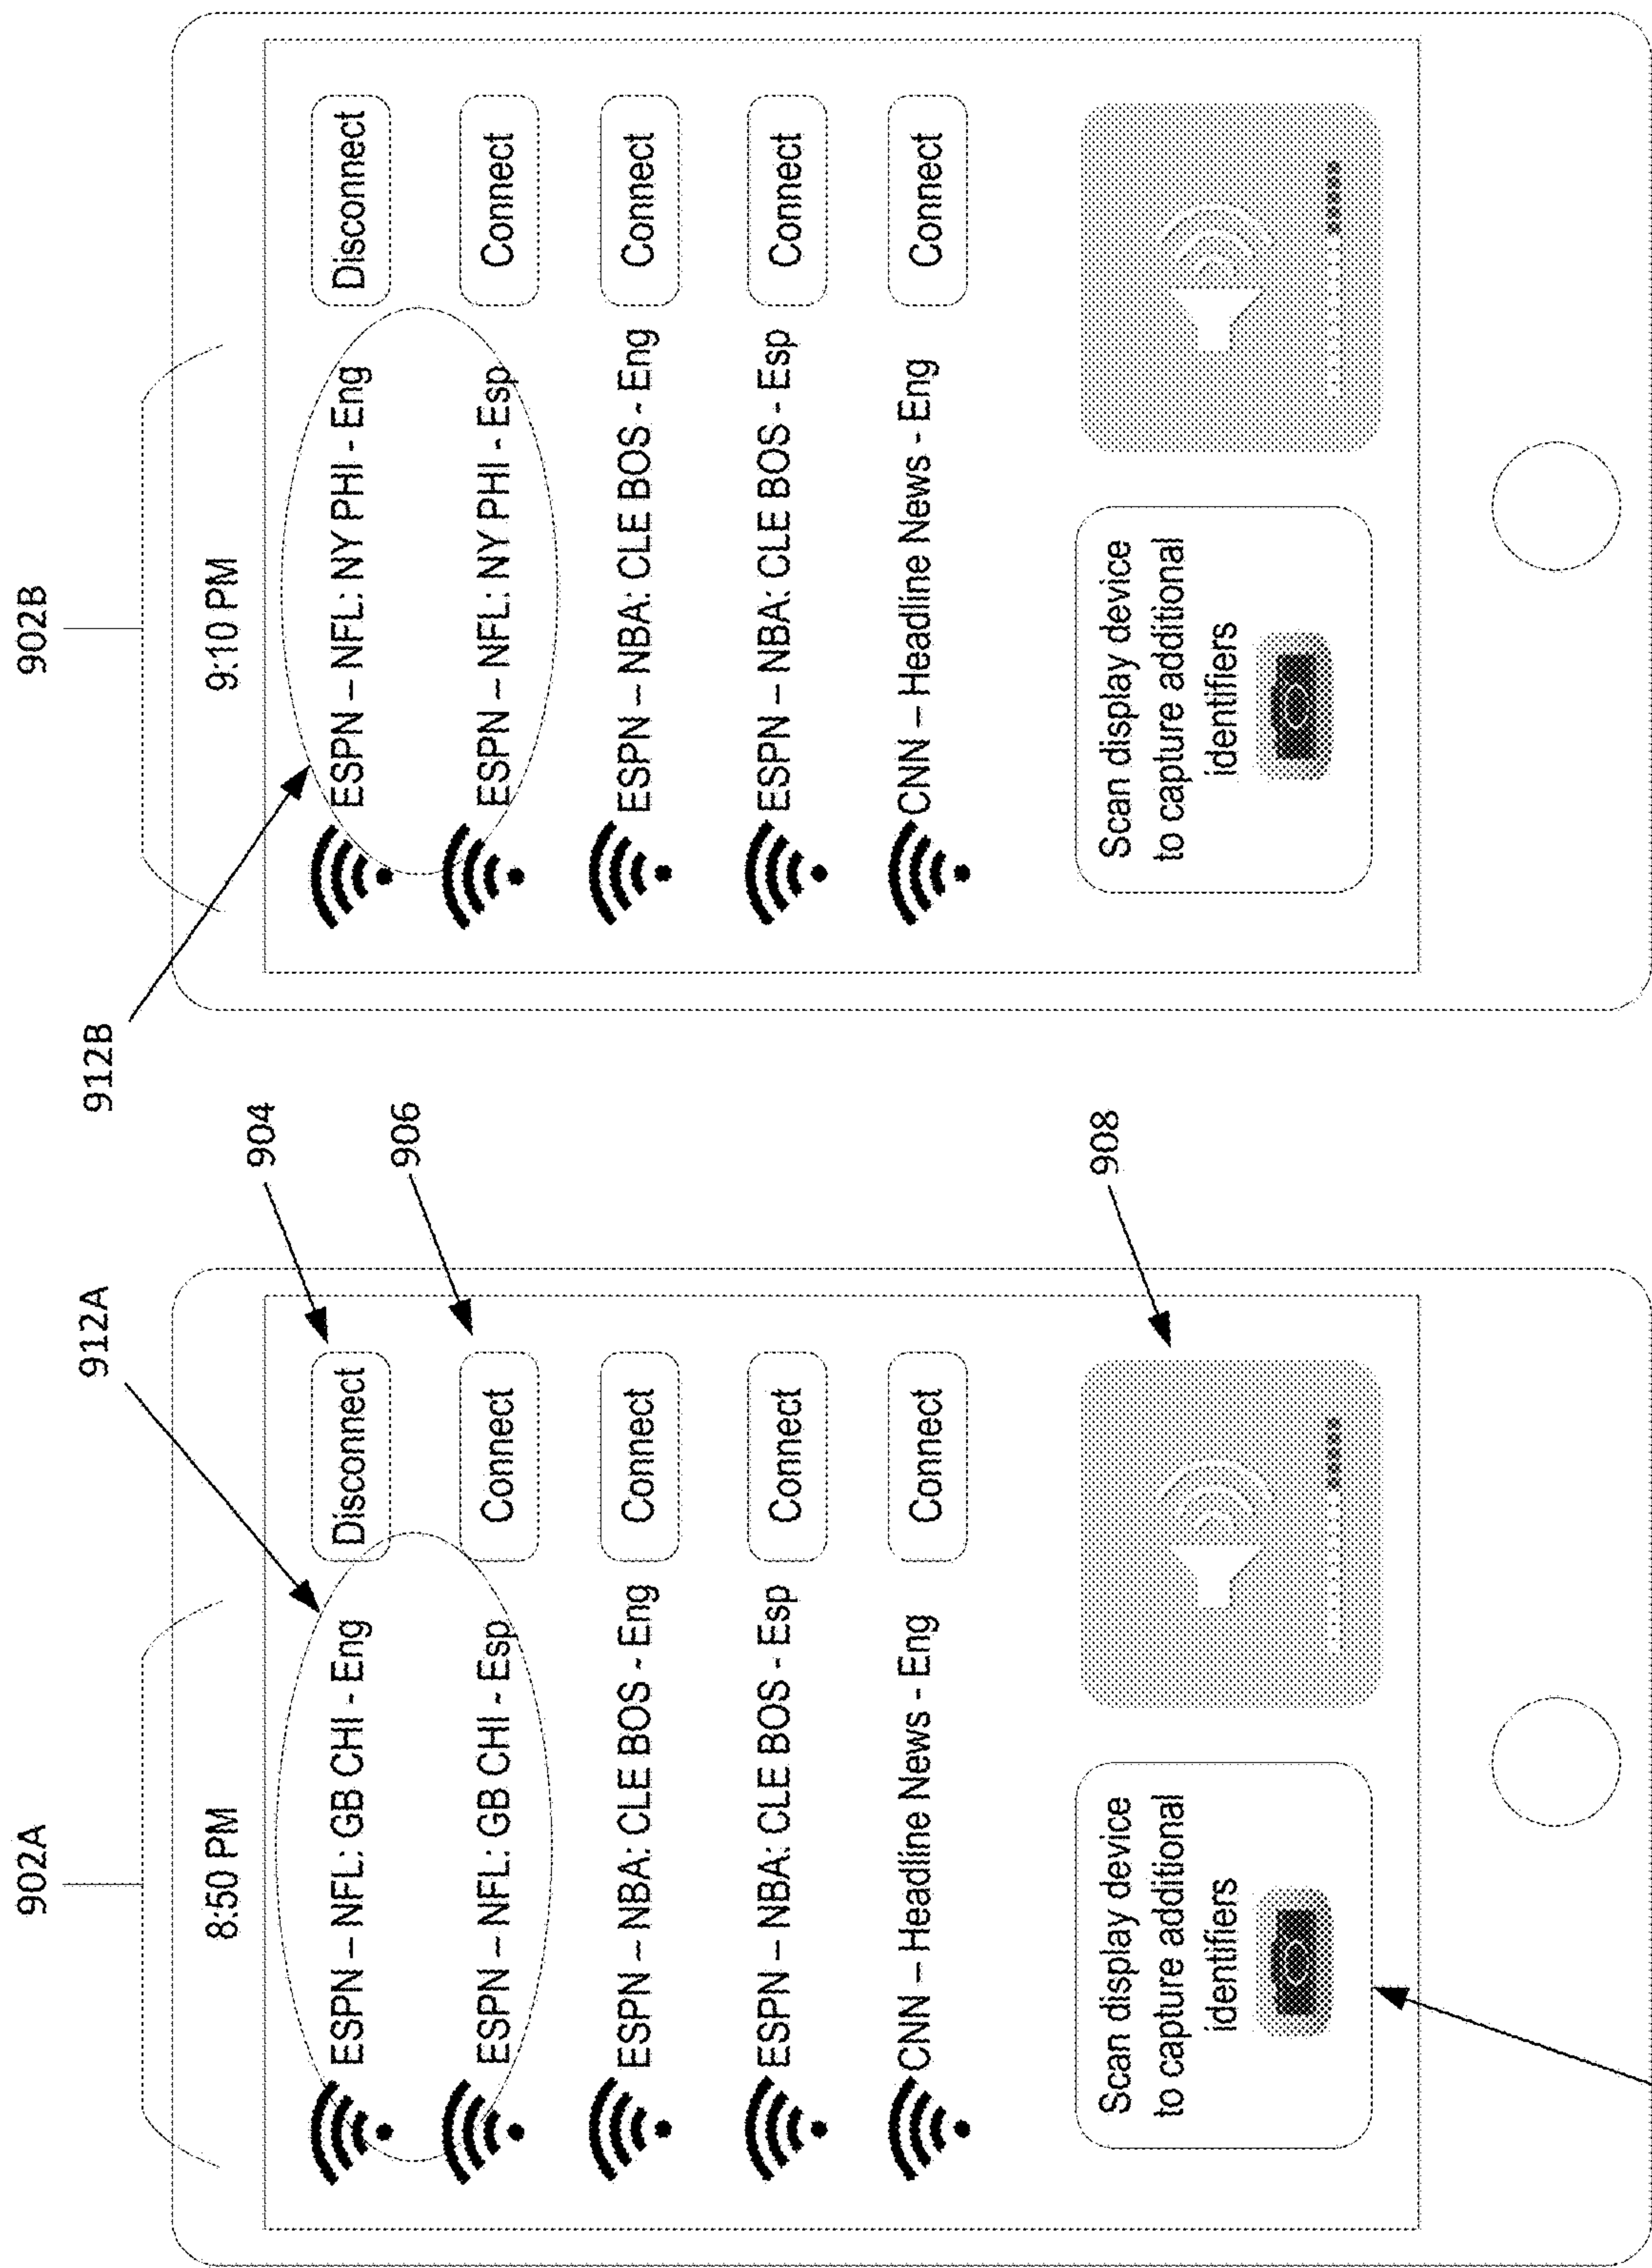 902A
8:50 PM
912A
ESPN – NFL: GB CHI - Eng
Disconnect
904
ESPN – NFL: GB CHI - Esp
Connect
906
ESPN – NBA: CLE BOS - Eng
Connect
ESPN – NBA: CLE BOS - Esp
Connect
CNN – Headline News - Eng
Connect
Scan display device
to capture additional
identifiers
908
902B
9:10 PM
912B
ESPN – NFL: NY PHI - Eng
Disconnect
ESPN – NFL: NY PHI - Esp
Connect
ESPN – NBA: CLE BOS - Eng
Connect
ESPN – NBA: CLE BOS - Esp
Connect
CNN – Headline News - Eng
Connect
Scan display device
to capture additional
identifiers